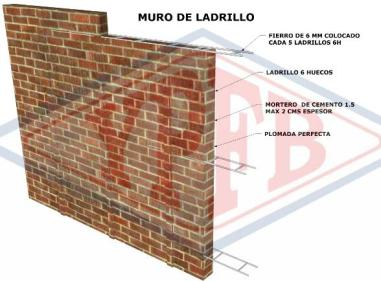 MURO DE LADRILLO
FIERRO DE 6 MM COLOCADO
CADA 5 LADRILLOS 6H
LADRILLO 6 HUECOS
MORTERO DE CEMENTO 1.5
MAX 2 CMS ESPESOR
PLOMADA PERFECTA
YPFB